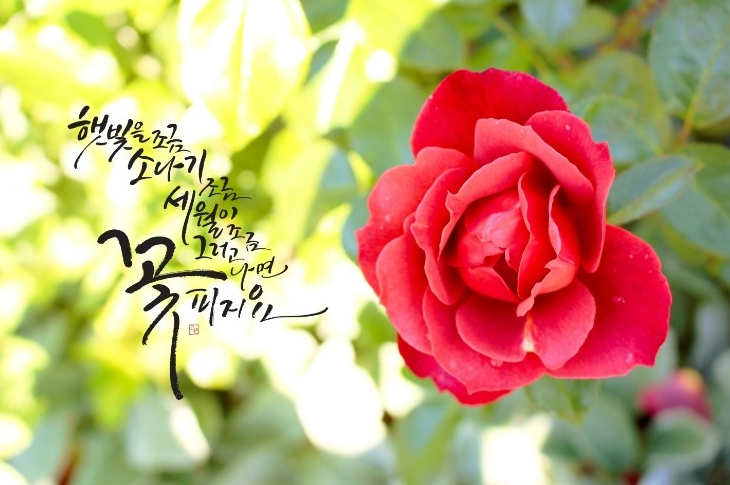 햇빛을 조금
소나기 조금
세월이 조금
그러고 나면
꽃 피지요